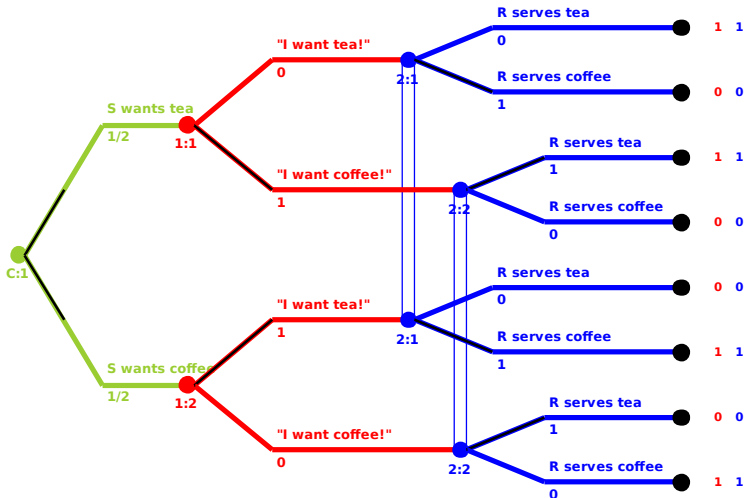 R serves tea
0
1 1
"I want tea!"
0
2:1
R serves coffee
1
0 0
S wants tea
1/2
1:1
R serves tea
1
1 1
"I want coffee!"
1
2:2
R serves coffee
0
0 0
C:1
R serves tea
0
0 0
"I want tea!"
1
2:1
R serves coffee
1
1 1
S wants coffee
1/2
1:2
R serves tea
1
0 0
"I want coffee!"
0
2:2
R serves coffee
0
1 1